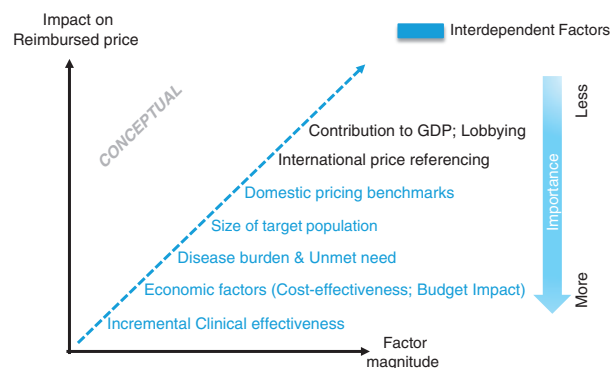 Impact on
Reimbursed price
Interdependent Factors
CONCEPTUAL
Less
Contribution to GDP; Lobbying
International price referencing
Domestic pricing benchmarks
Importance
Size of target population
Disease burden & Unmet need
Economic factors (Cost-effectiveness; Budget Impact)
More
Incremental Clinical effectiveness
Factor
magnitude